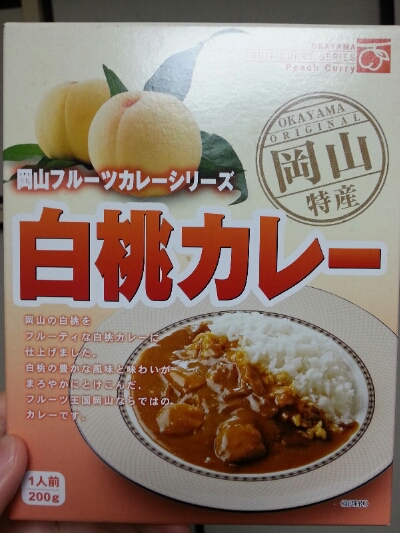 OKAYAMA
FRUIT CURRY SERIES
Peach Curry
OKAYAMA
ORIGINAL
岡山
特産
岡山フルーツカレーシリーズ
白桃カレー
岡山の白桃を
フルーティな白桃カレーに
仕上げました。
白桃の豊かな風味と味わいが
まろやかにとけこんだ、
フルーツ王国岡山ならではの
カレーです。
1人前
200g